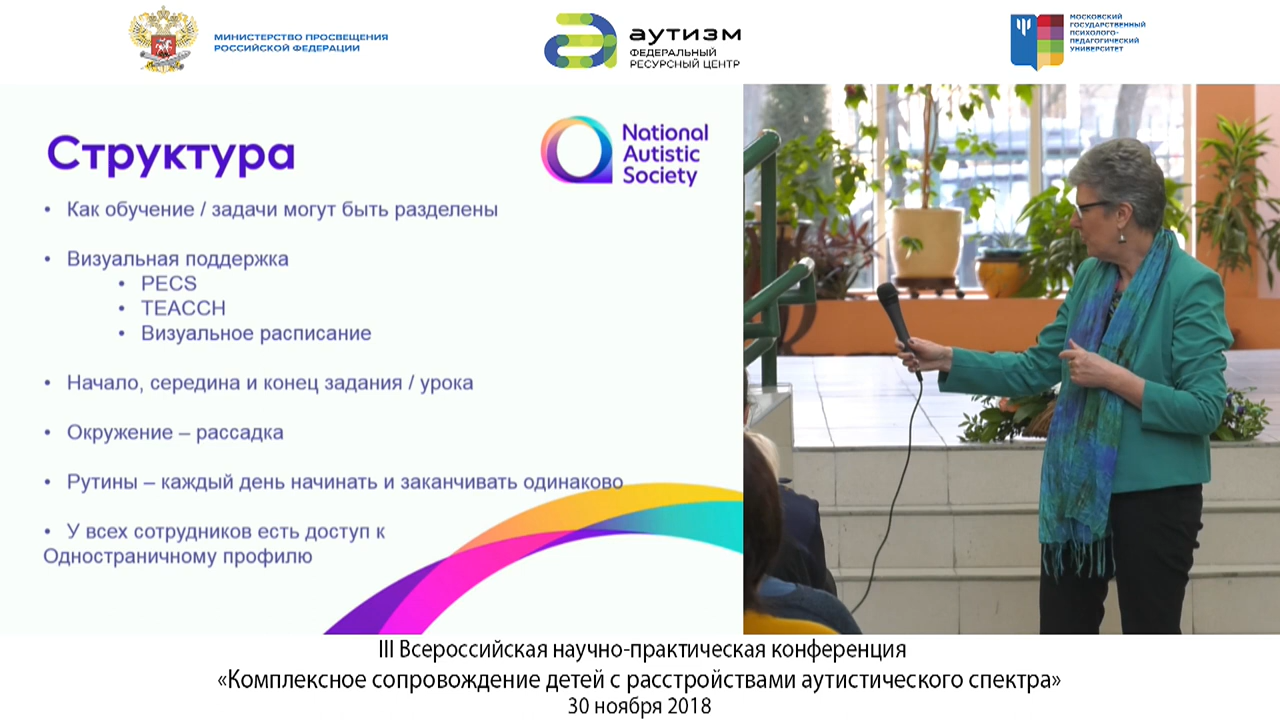 МИНИСТЕРСТВО ПРОСВЕЩЕНИЯ
РОССИЙСКОЙ ФЕДЕРАЦИИ
аутизм
ФЕДЕРАЛЬНЫЙ
РЕСУРСНЫЙ ЦЕНТР
МОСКОВСКИЙ
ГОСУДАРСТВЕННЫЙ
ПСИХОЛОГО-
ПЕДАГОГИЧЕСКИЙ
УНИВЕРСИТЕТ
Структура
National
Autistic
Society
• Как обучение / задачи могут быть разделены
• Визуальная поддержка
• PECS
• TEACCH
• Визуальное расписание
• Начало, середина и конец задания / урока
• Окружение – рассадка
• Рутины – каждый день начинать и заканчивать одинаково
• У всех сотрудников есть доступ к
Одностраничному профилю
III Всероссийская научно-практическая конференция
«Комплексное сопровождение детей с расстройствами аутистического спектра»
30 ноября 2018